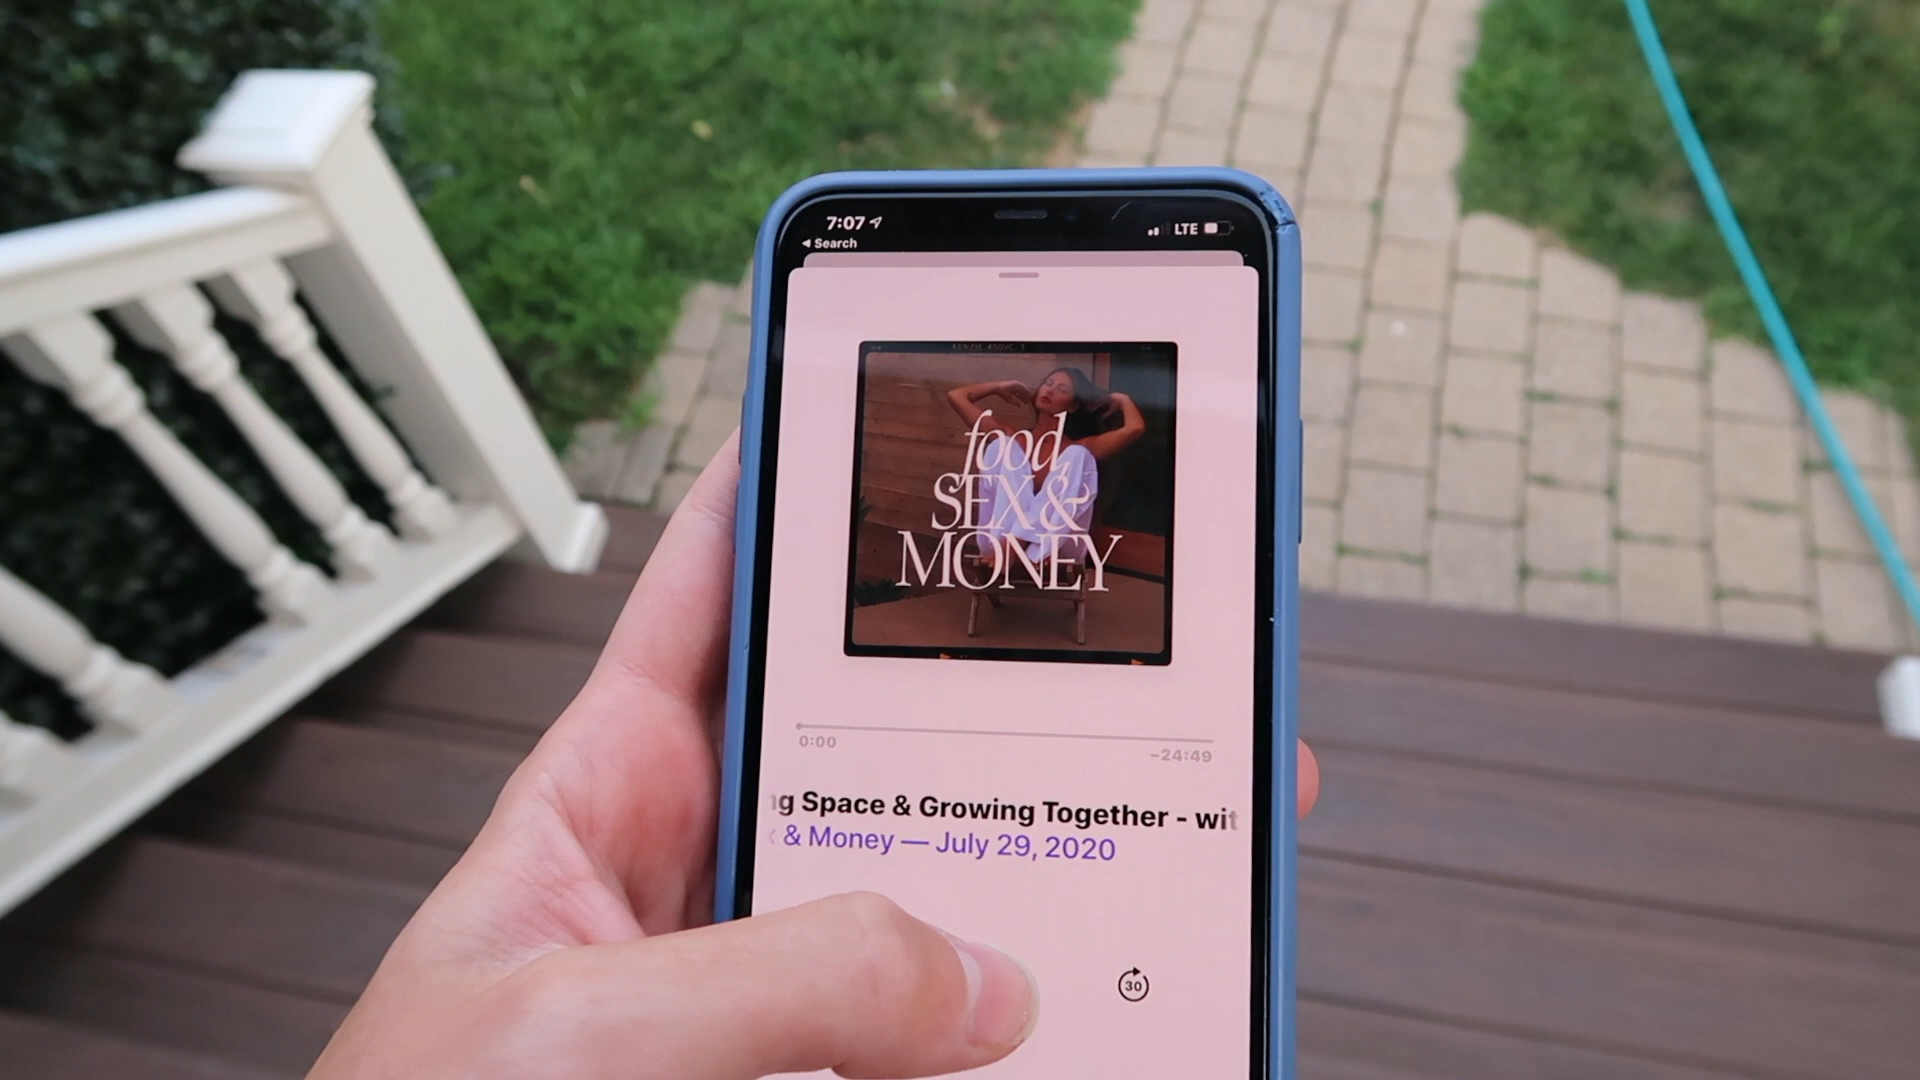 7:07
LTE
Search
food,
SEX &
MONEY
0:00
-24:49
g Space & Growing Together - wit
& Money — July 29, 2020
30